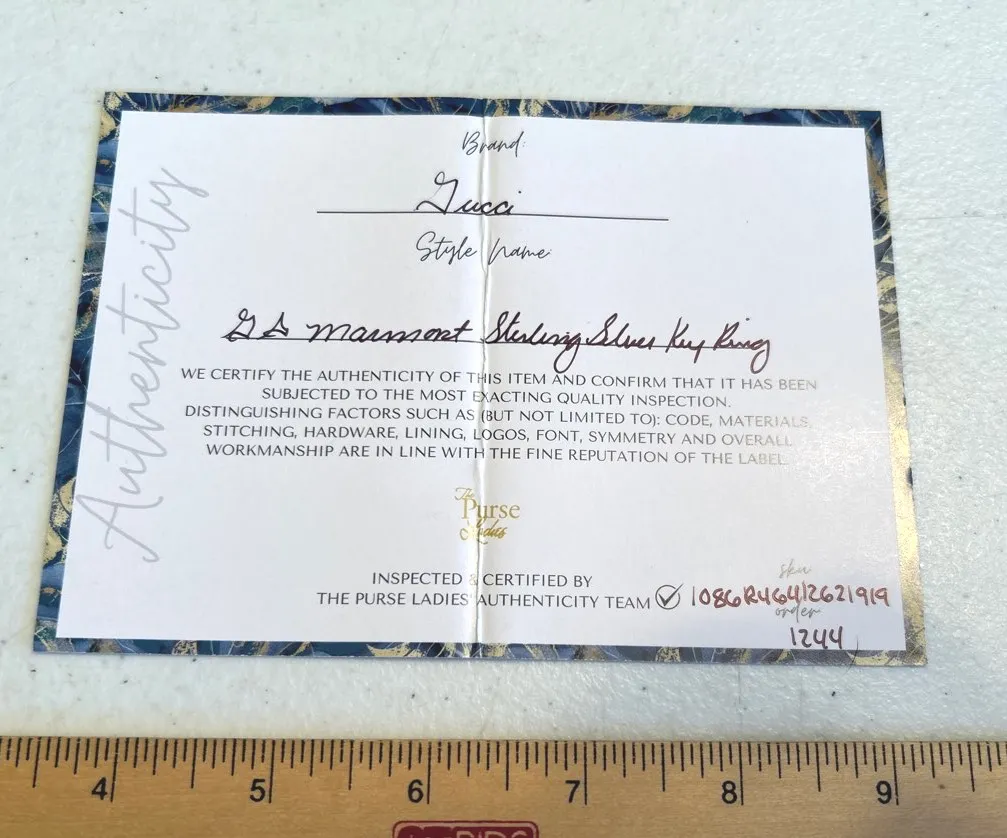 Authenticity
Brand:
Gucci
Style Name:
GG Marmont Sterling Silver Key Ring
WE CERTIFY THE AUTHENTICITY OF THIS ITEM AND CONFIRM THAT IT HAS BEEN
SUBJECTED TO THE MOST EXACTING QUALITY INSPECTION.
DISTINGUISHING FACTORS SUCH AS (BUT NOT LIMITED TO): CODE, MATERIALS,
STITCHING, HARDWARE, LINING, LOGOS, FONT, SYMMETRY AND OVERALL
WORKMANSHIP ARE IN LINE WITH THE FINE REPUTATION OF THE LABEL.
The
Purse
Ladies
INSPECTED & CERTIFIED BY
THE PURSE LADIES' AUTHENTICITY TEAM
sku
1086R46412621919
order
1244
4 5 6 7 8 9